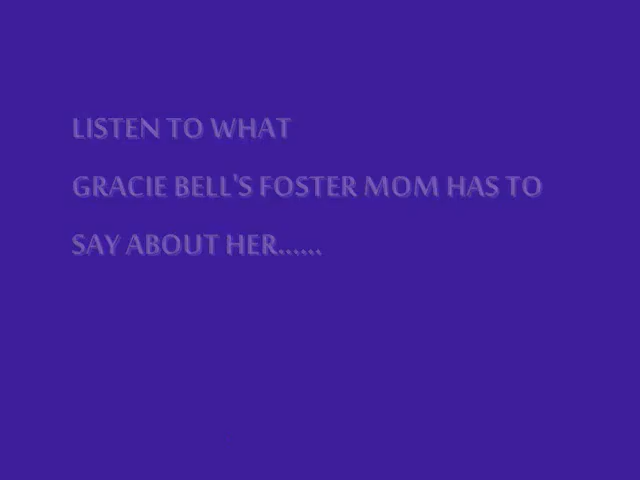 LISTEN TO WHAT
GRACIE BELL'S FOSTER MOM HAS TO
SAY ABOUT HER......